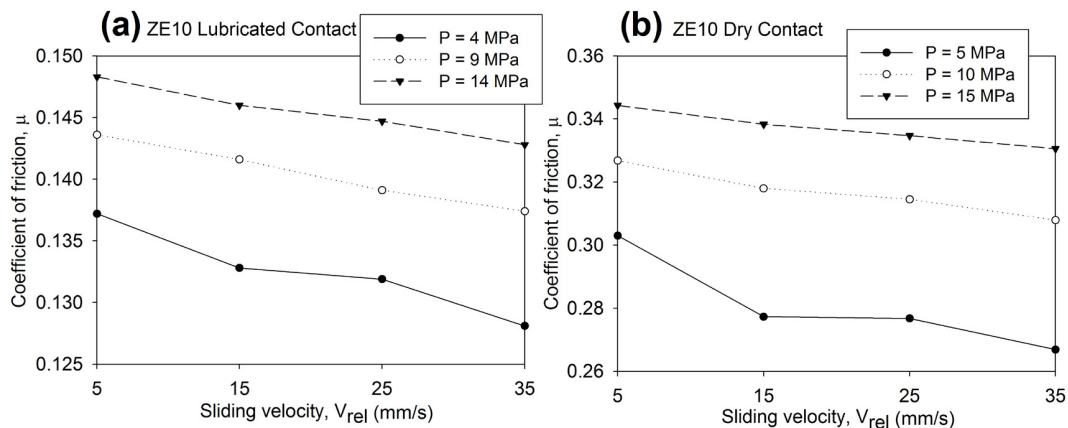 (a) ZE10 Lubricated Contact
P = 4 MPa
P = 9 MPa
P = 14 MPa
0.150
0.145
0.140
0.135
0.130
0.125
Coefficient of friction, μ
5 15 25 35
Sliding velocity, Vrel (mm/s)
(b) ZE10 Dry Contact
P = 5 MPa
P = 10 MPa
P = 15 MPa
0.36
0.34
0.32
0.30
0.28
0.26
Coefficient of friction, μ
5 15 25 35
Sliding velocity, Vrel (mm/s)